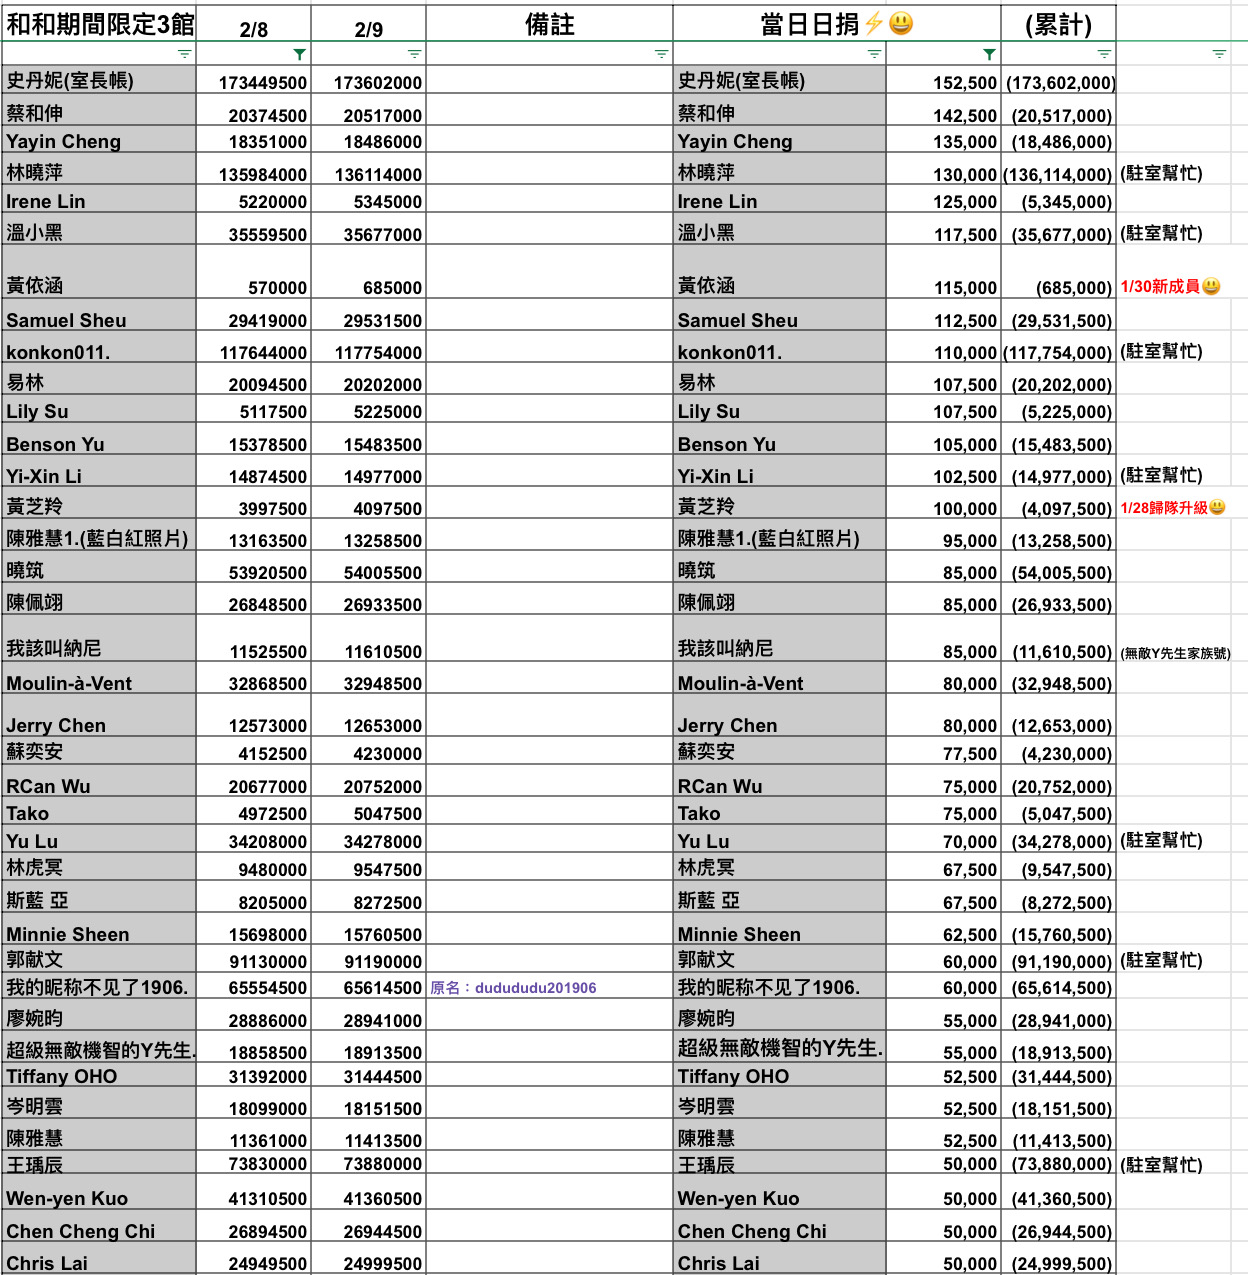 和和期間限定3館 2/8 2/9 備註 當日日捐⚡😃 (累計)
史丹妮(室長帳) 173449500 173602000 史丹妮(室長帳) 152,500 (173,602,000)
蔡和伸 20374500 20517000 蔡和伸 142,500 (20,517,000)
Yayin Cheng 18351000 18486000 Yayin Cheng 135,000 (18,486,000)
林曉萍 135984000 136114000 林曉萍 130,000 (136,114,000) (駐室幫忙)
Irene Lin 5220000 5345000 Irene Lin 125,000 (5,345,000)
溫小黑 35559500 35677000 溫小黑 117,500 (35,677,000) (駐室幫忙)
黃依涵 570000 685000 黃依涵 115,000 (685,000) 1/30新成員😃
Samuel Sheu 29419000 29531500 Samuel Sheu 112,500 (29,531,500)
konkon011. 117644000 117754000 konkon011. 110,000 (117,754,000) (駐室幫忙)
易林 20094500 20202000 易林 107,500 (20,202,000)
Lily Su 5117500 5225000 Lily Su 107,500 (5,225,000)
Benson Yu 15378500 15483500 Benson Yu 105,000 (15,483,500)
Yi-Xin Li 14874500 14977000 Yi-Xin Li 102,500 (14,977,000) (駐室幫忙)
黃芝羚 3997500 4097500 黃芝羚 100,000 (4,097,500) 1/28歸隊升級😃
陳雅慧1.(藍白紅照片) 13163500 13258500 陳雅慧1.(藍白紅照片) 95,000 (13,258,500)
曉筑 53920500 54005500 曉筑 85,000 (54,005,500)
陳佩翊 26848500 26933500 陳佩翊 85,000 (26,933,500)
我該叫納尼 11525500 11610500 我該叫納尼 85,000 (11,610,500) (無敵Y先生家族號)
Moulin-à-Vent 32868500 32948500 Moulin-à-Vent 80,000 (32,948,500)
Jerry Chen 12573000 12653000 Jerry Chen 80,000 (12,653,000)
蘇奕安 4152500 4230000 蘇奕安 77,500 (4,230,000)
RCan Wu 20677000 20752000 RCan Wu 75,000 (20,752,000)
Tako 4972500 5047500 Tako 75,000 (5,047,500)
Yu Lu 34208000 34278000 Yu Lu 70,000 (34,278,000) (駐室幫忙)
林虎冥 9480000 9547500 林虎冥 67,500 (9,547,500)
斯藍 亞 8205000 8272500 斯藍 亞 67,500 (8,272,500)
Minnie Sheen 15698000 15760500 Minnie Sheen 62,500 (15,760,500)
郭献文 91130000 91190000 郭献文 60,000 (91,190,000) (駐室幫忙)
我的昵称不见了1906. 65554500 65614500 原名：dudududu201906 我的昵称不见了1906. 60,000 (65,614,500)
廖婉昀 28886000 28941000 廖婉昀 55,000 (28,941,000)
超級無敵機智的Y先生. 18858500 18913500 超級無敵機智的Y先生. 55,000 (18,913,500)
Tiffany OHO 31392000 31444500 Tiffany OHO 52,500 (31,444,500)
岑明雲 18099000 18151500 岑明雲 52,500 (18,151,500)
陳雅慧 11361000 11413500 陳雅慧 52,500 (11,413,500)
王瑀辰 73830000 73880000 王瑀辰 50,000 (73,880,000) (駐室幫忙)
Wen-yen Kuo 41310500 41360500 Wen-yen Kuo 50,000 (41,360,500)
Chen Cheng Chi 26894500 26944500 Chen Cheng Chi 50,000 (26,944,500)
Chris Lai 24949500 24999500 Chris Lai 50,000 (24,999,500)